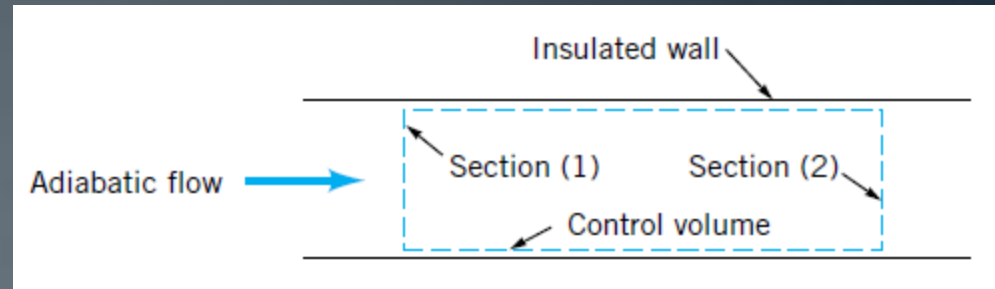 Insulated wall
Section (1)
Section (2)
Adiabatic flow
Control volume